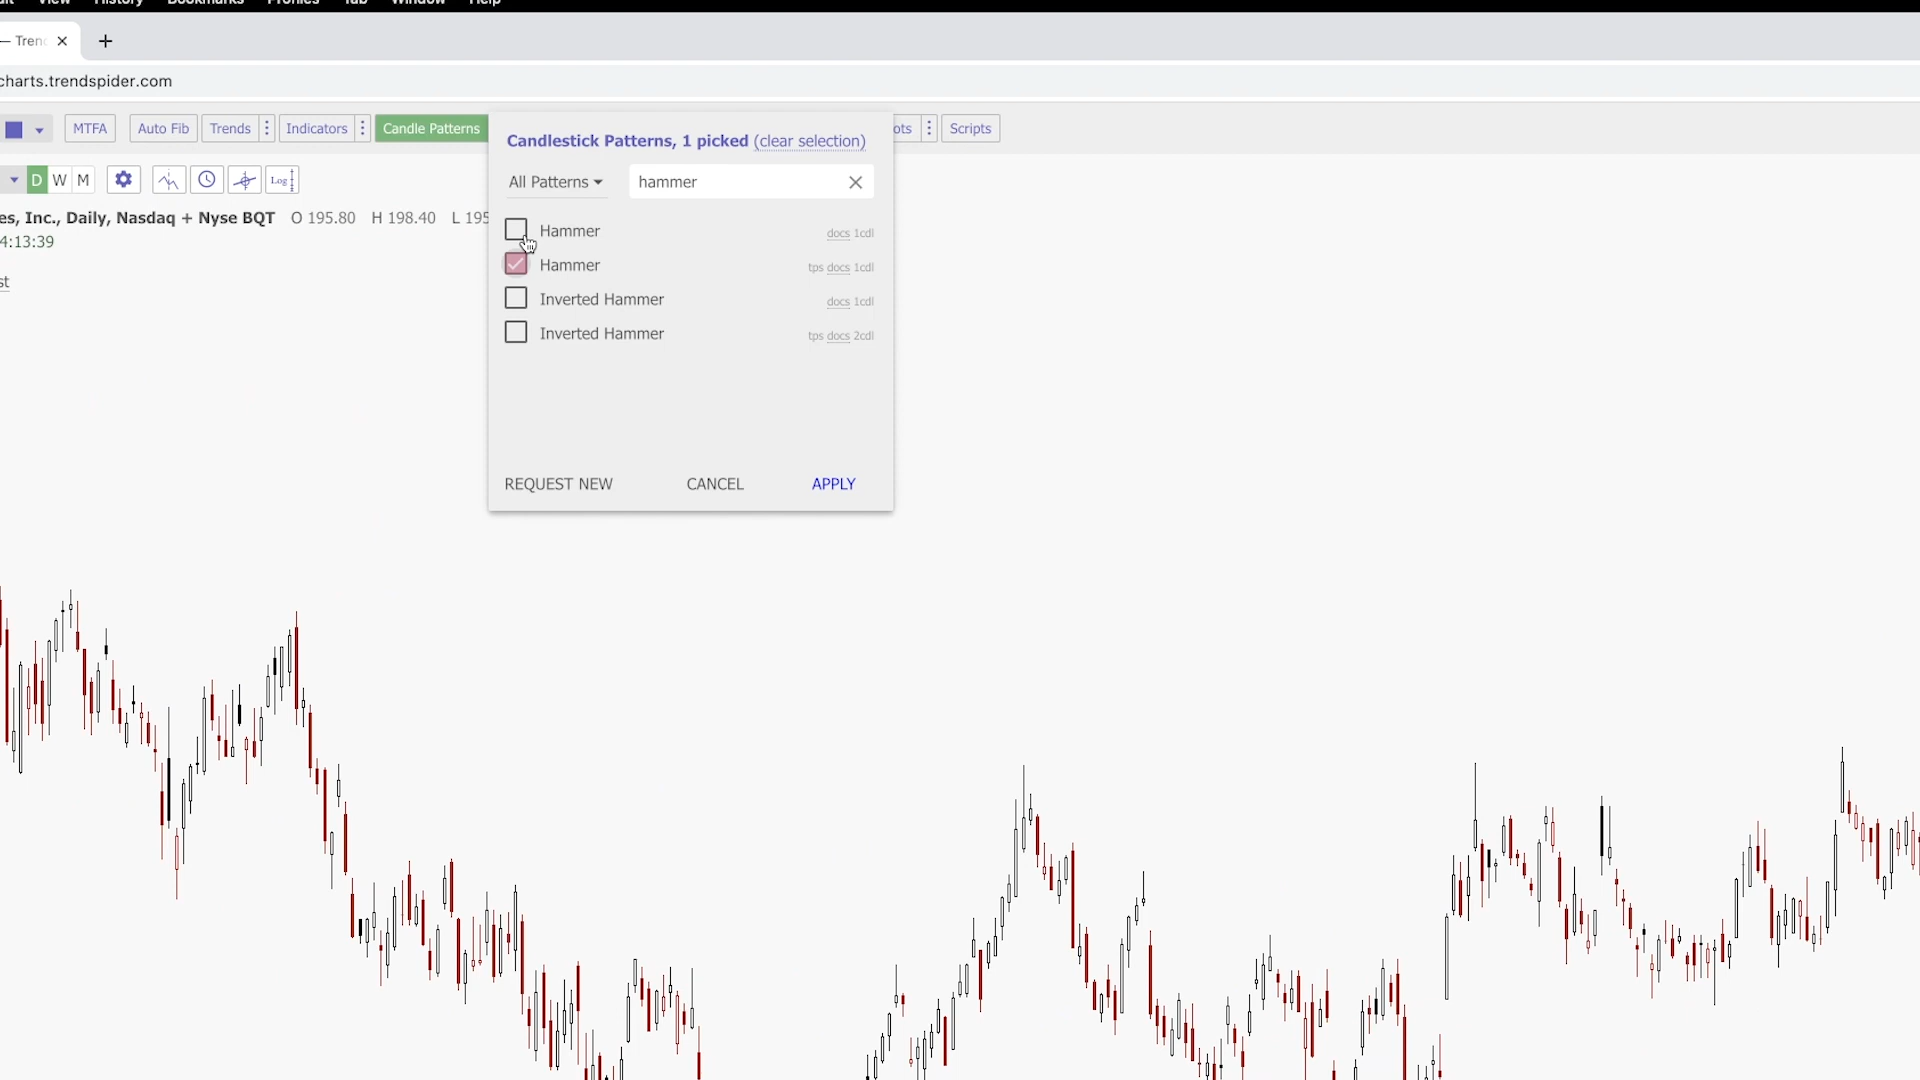 View History Bookmarks Profiles Tab Window Help
— Tren
charts.trendspider.com
MTFA Auto Fib Trends Indicators Candle Patterns Scripts
Candlestick Patterns, 1 picked (clear selection)
D W M Log
All Patterns hammer
es, Inc., Daily, Nasdaq + Nyse BQT O 195.80 H 198.40 L 195
4:13:39
Hammer docs 1cdl
Hammer tps docs 1cdl
st
Inverted Hammer docs 1cdl
Inverted Hammer tps docs 2cdl
REQUEST NEW CANCEL APPLY